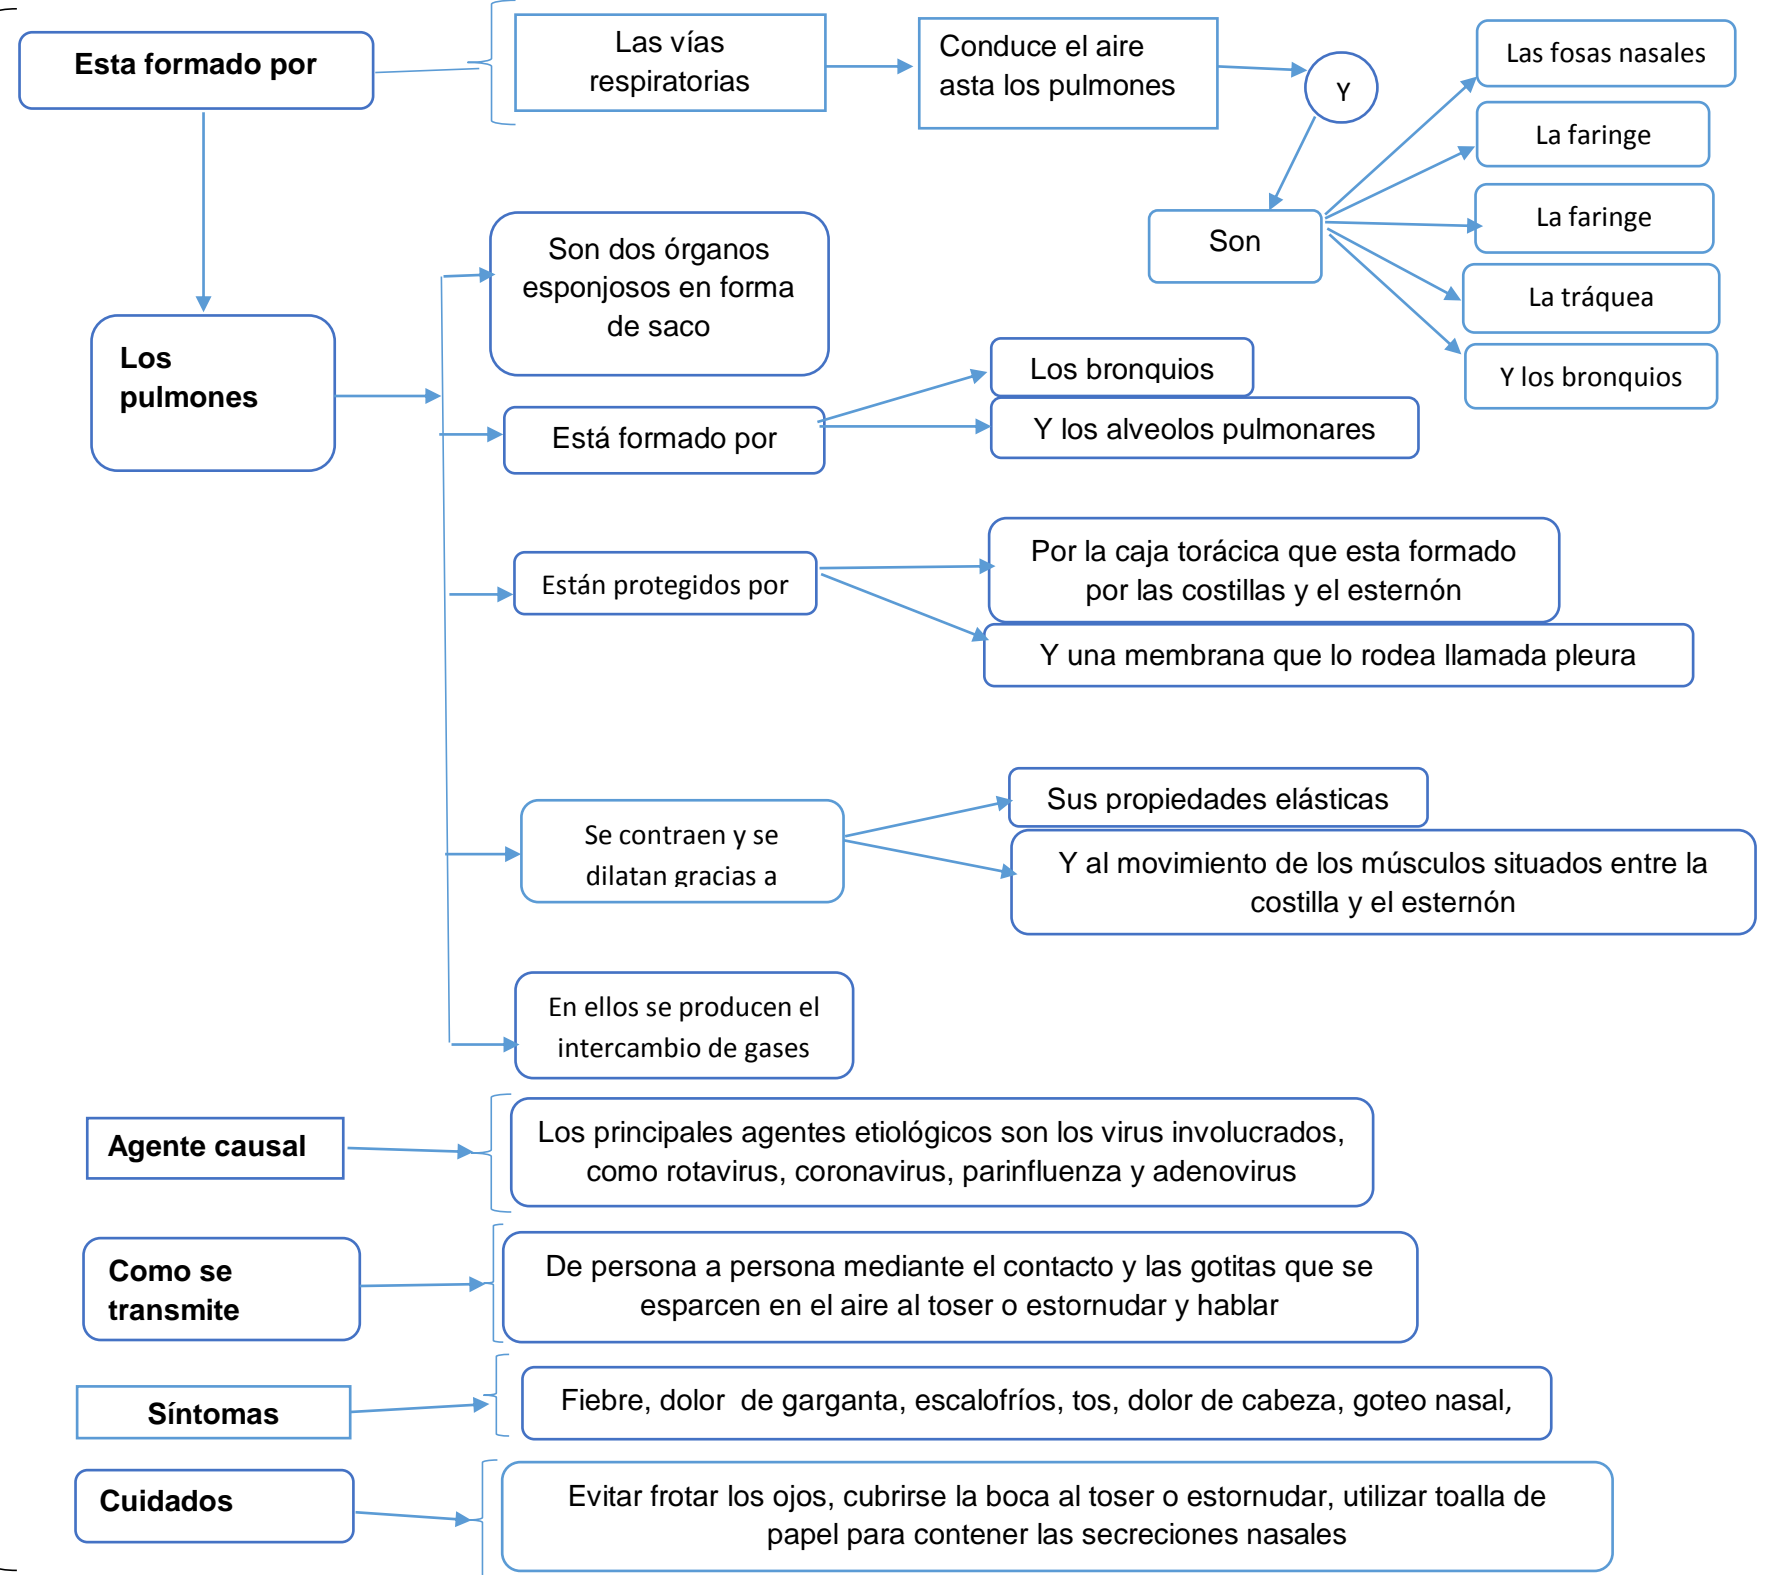 Esta formado por
Las vías
respiratorias
Conduce el aire
asta los pulmones
Y
Son
Las fosas nasales
La faringe
La faringe
La tráquea
Y los bronquios
Los
pulmones
Son dos órganos
esponjosos en forma
de saco
Está formado por
Los bronquios
Y los alveolos pulmonares
Están protegidos por
Por la caja torácica que esta formado
por las costillas y el esternón
Y una membrana que lo rodea llamada pleura
Se contraen y se
dilatan gracias a
Sus propiedades elásticas
Y al movimiento de los músculos situados entre la
costilla y el esternón
En ellos se producen el
intercambio de gases
Agente causal
Los principales agentes etiológicos son los virus involucrados,
como rotavirus, coronavirus, parinfluenza y adenovirus
Como se
transmite
De persona a persona mediante el contacto y las gotitas que se
esparcen en el aire al toser o estornudar y hablar
Síntomas
Fiebre, dolor  de garganta, escalofríos, tos, dolor de cabeza, goteo nasal,
Cuidados
Evitar frotar los ojos, cubrirse la boca al toser o estornudar, utilizar toalla de
papel para contener las secreciones nasales